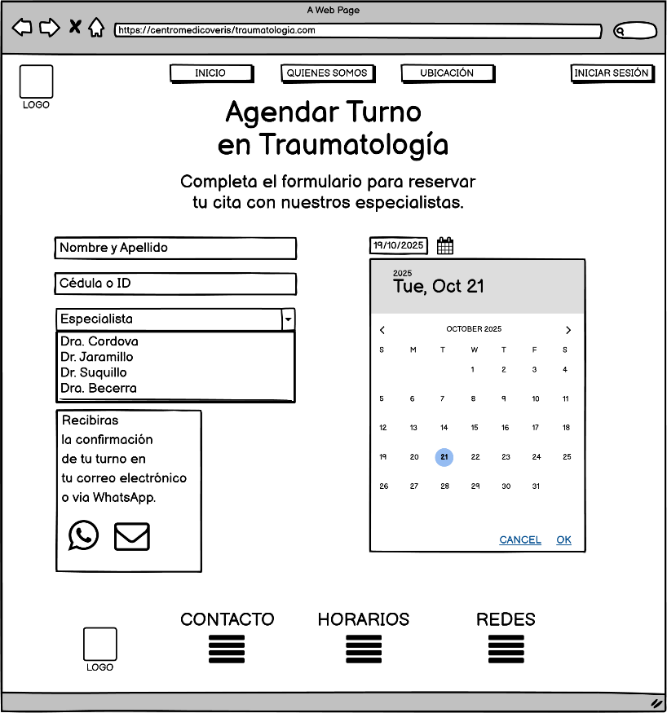 A Web Page
https://centromedicoveris/traumatologia.com
LOGO
INICIO
QUIENES SOMOS
UBICACIÓN
INICIAR SESIÓN
Agendar Turno
en Traumatología
Completa el formulario para reservar
tu cita con nuestros especialistas.
Nombre y Apellido
Cédula o ID
Especialista
Dra. Cordova
Dr. Jaramillo
Dr. Suquillo
Dra. Becerra
Recibiras
la confirmación
de tu turno en
tu correo electrónico
o via WhatsApp.
19/10/2025
2025
Tue, Oct 21
OCTOBER 2025
S M T W T F S
1 2 3 4
5 6 7 8 9 10 11
12 13 14 15 16 17 18
19 20 21 22 23 24 25
26 27 28 29 30 31
CANCEL OK
LOGO
CONTACTO
HORARIOS
REDES